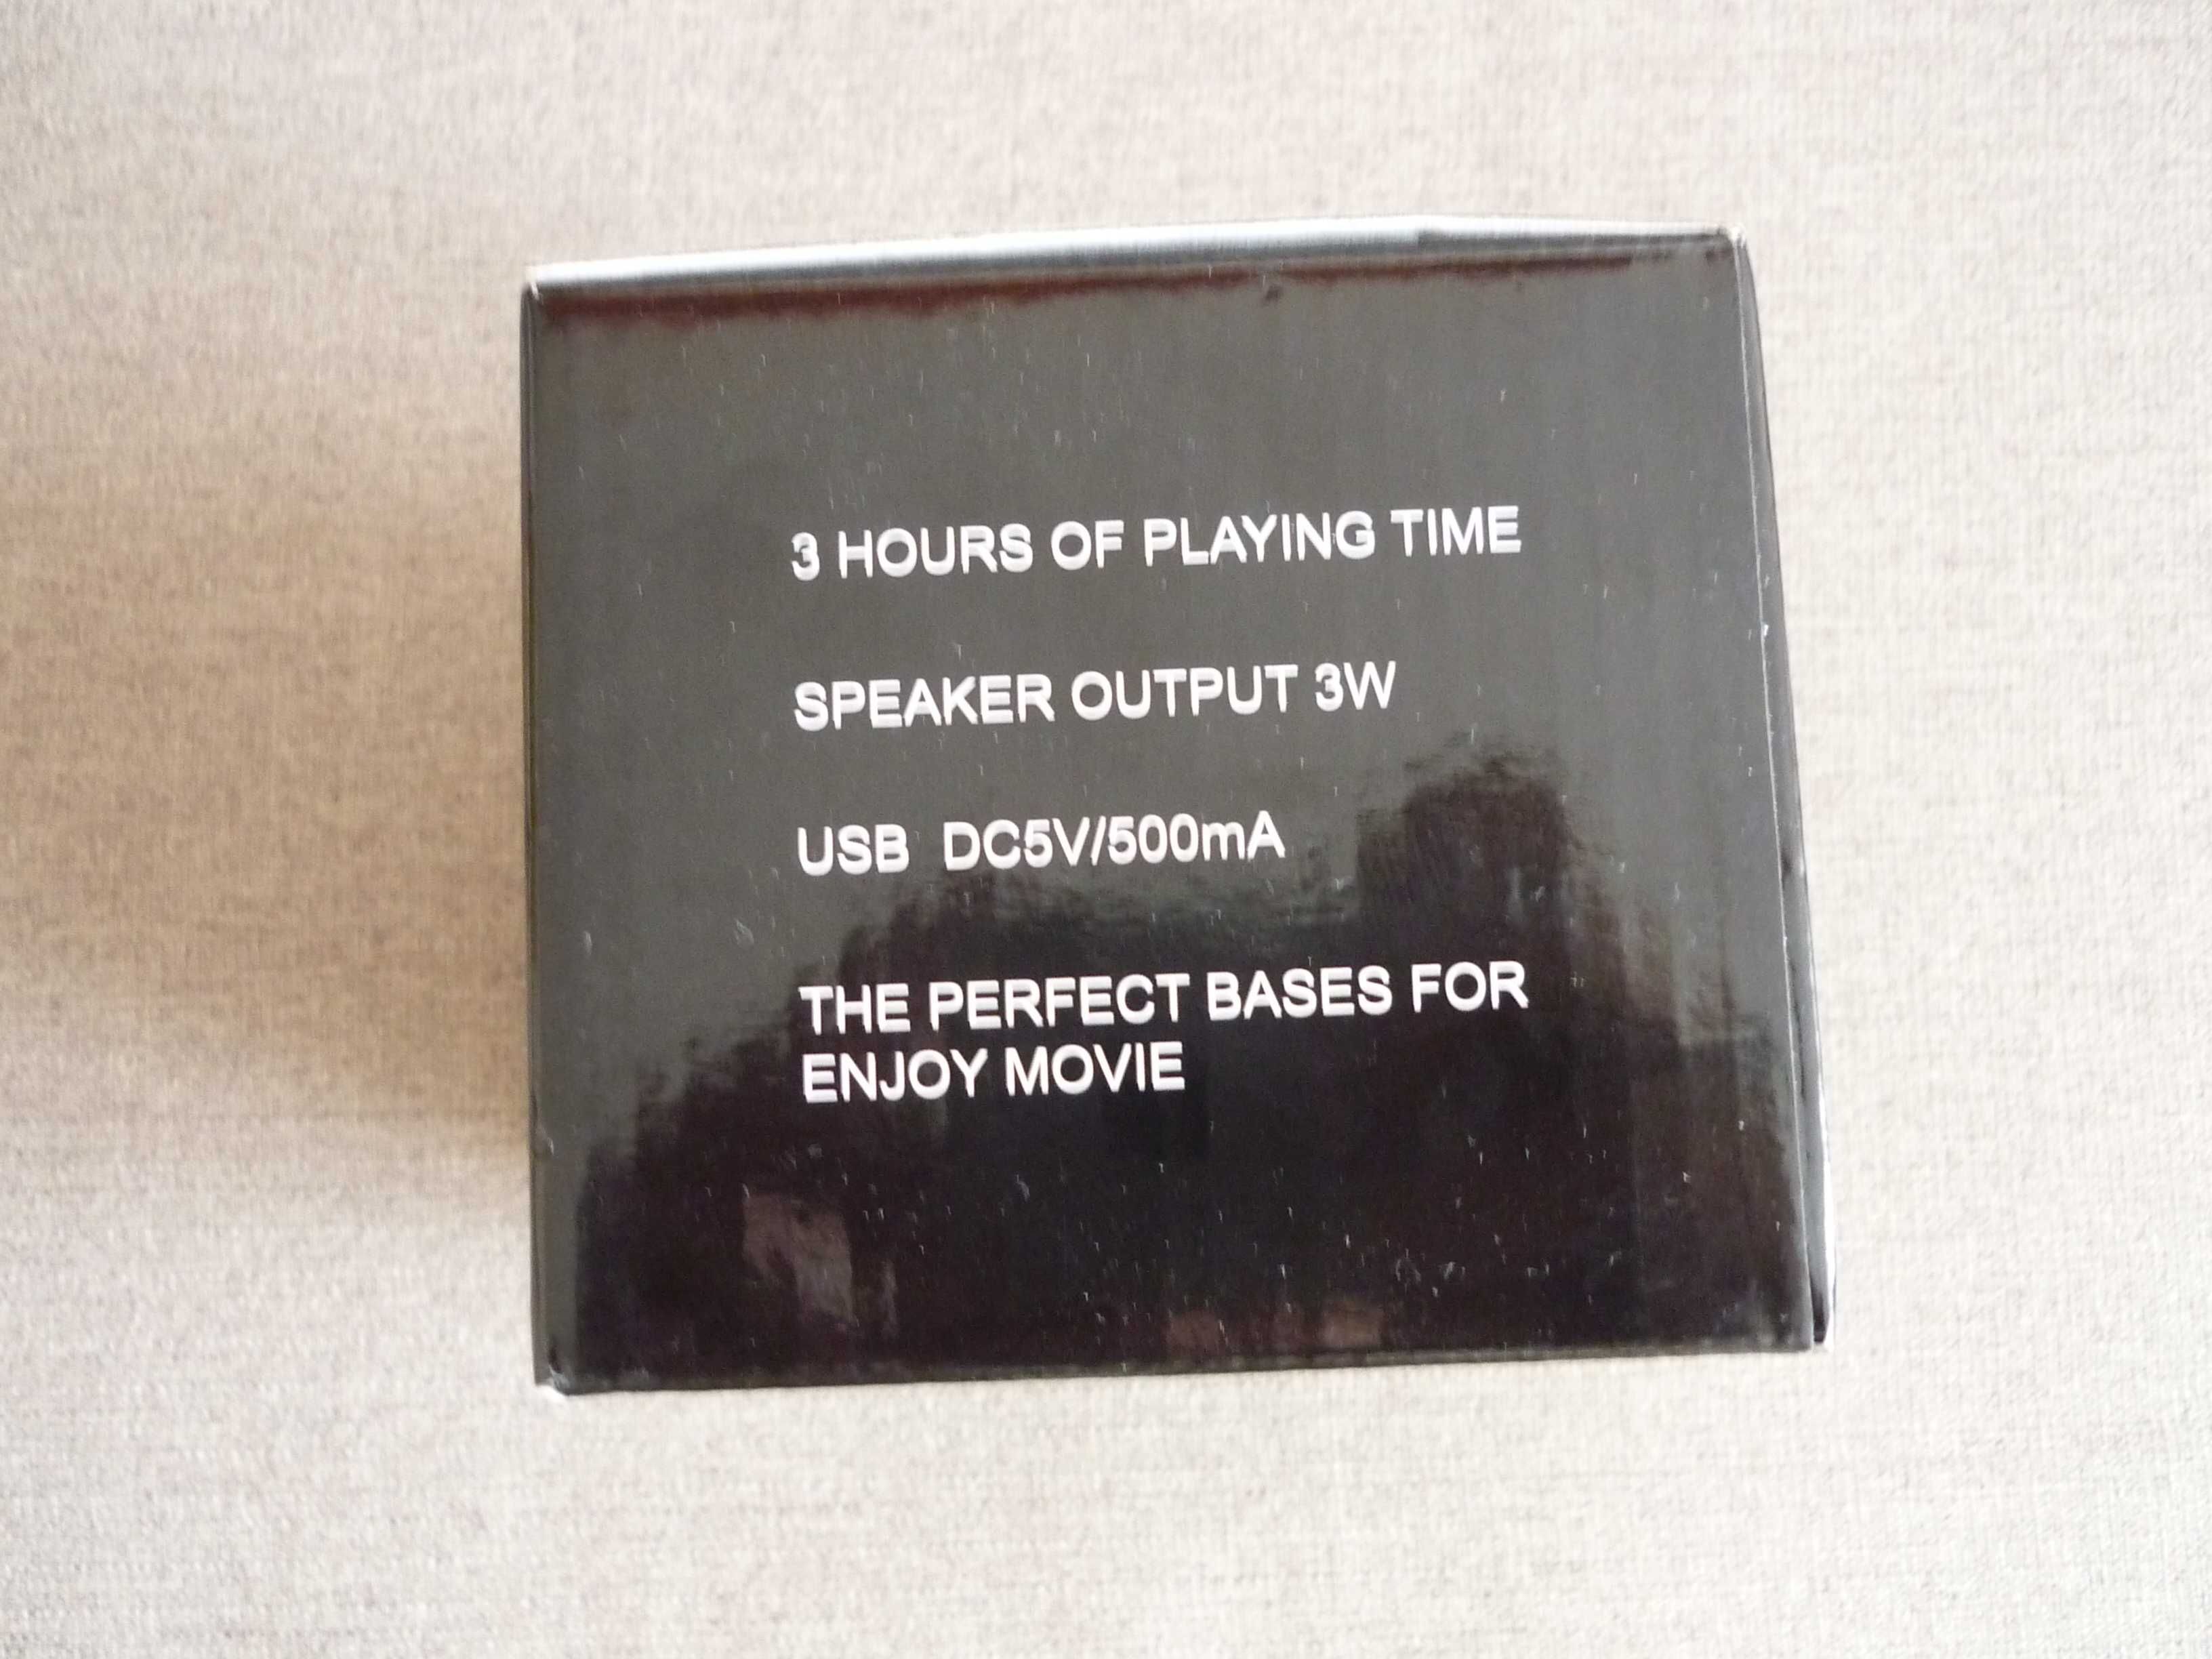 3 HOURS OF PLAYING TIME
SPEAKER OUTPUT 3W
USB DC5V/500mA
THE PERFECT BASES FOR
ENJOY MOVIE